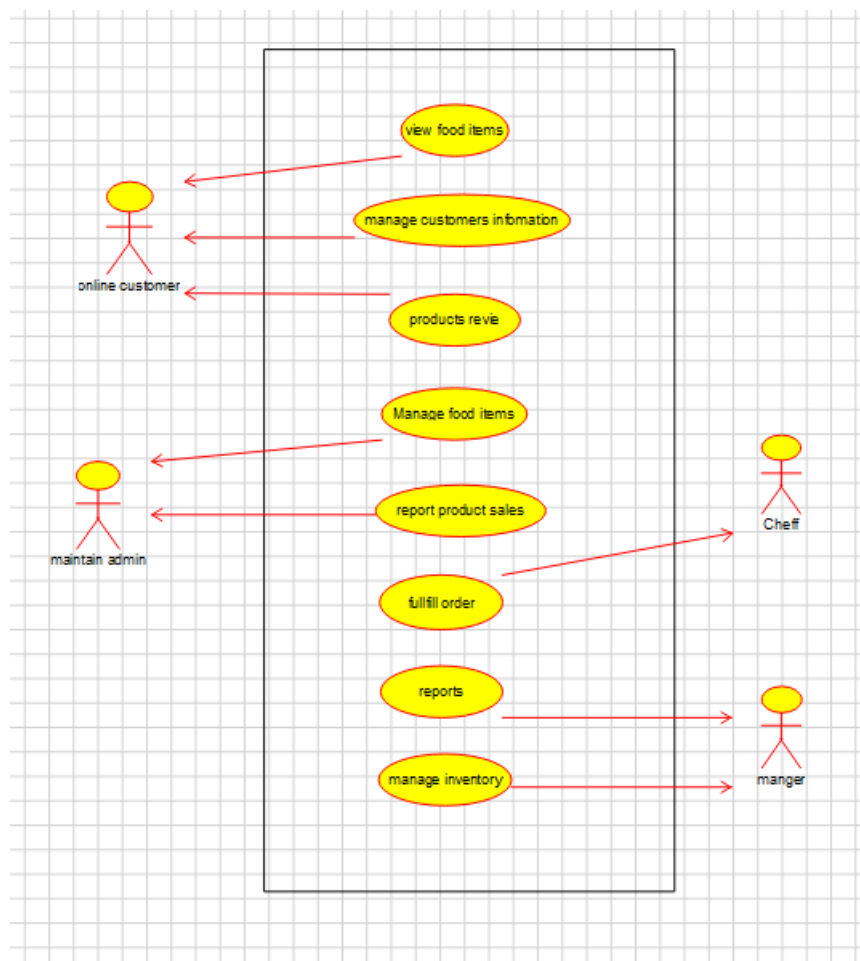 view food items
manage customers infomation
online customer
products revie
Manage food items
report product sales
maintain admin
Cheff
fullfill order
reports
manage inventory
manger